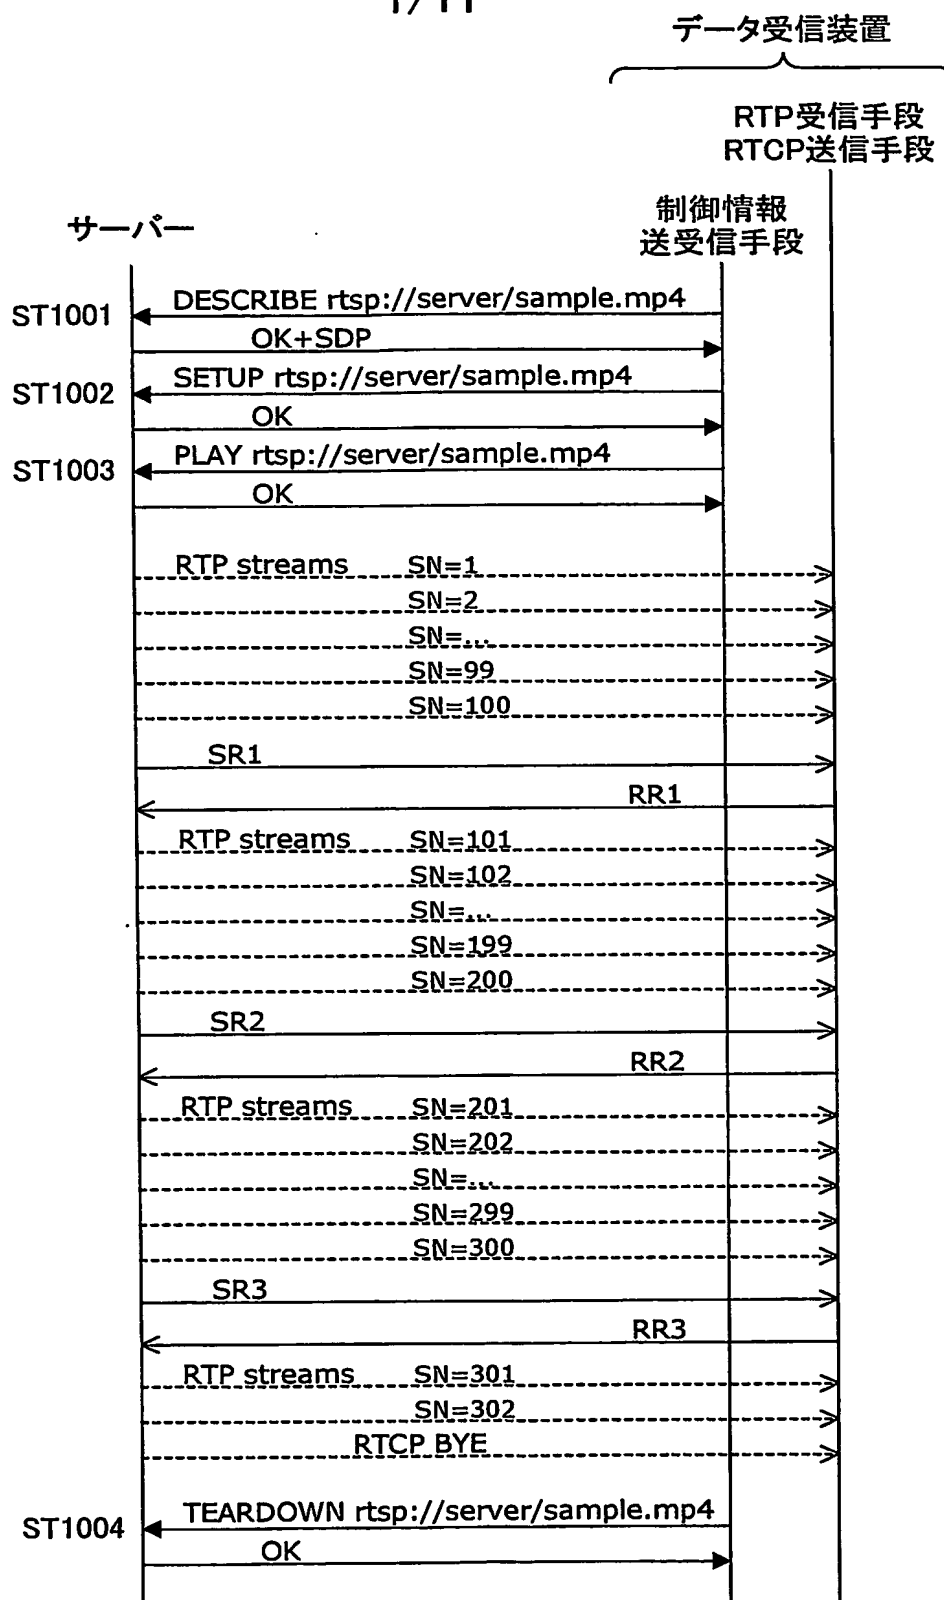 1/11
データ受信装置
RTP受信手段
RTCP送信手段
制御情報
送受信手段
サーバー
ST1001
DESCRIBE rtsp://server/sample.mp4
OK+SDP
ST1002
SETUP rtsp://server/sample.mp4
OK
ST1003
PLAY rtsp://server/sample.mp4
OK
RTP streams SN=1
SN=2
SN=...
SN=99
SN=100
SR1
RR1
RTP streams SN=101
SN=102
SN=...
SN=199
SN=200
SR2
RR2
RTP streams SN=201
SN=202
SN=...
SN=299
SN=300
SR3
RR3
RTP streams SN=301
SN=302
RTCP BYE
ST1004
TEARDOWN rtsp://server/sample.mp4
OK